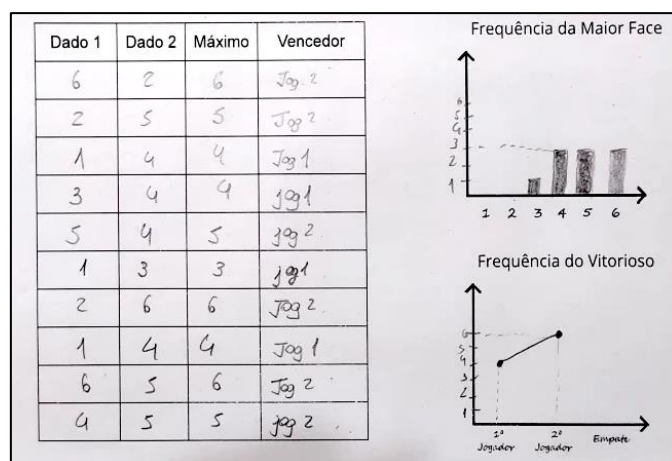 Dado 1 Dado 2 Máximo Vencedor
6 2 6 Jog 2
2 5 5 Jog 2
1 4 4 Jog 1
3 4 4 jog 1
5 4 5 jog 2
1 3 3 jog 1
2 6 6 Jog 2
1 4 4 Jog 1
6 5 6 Jog 2
4 5 5 jog 2
Frequência da Maior Face
6
5
4
3
2
1
1 2 3 4 5 6
Frequência do Vitorioso
6
5
4
3
2
1
1º Jogador
2º Jogador
Empate